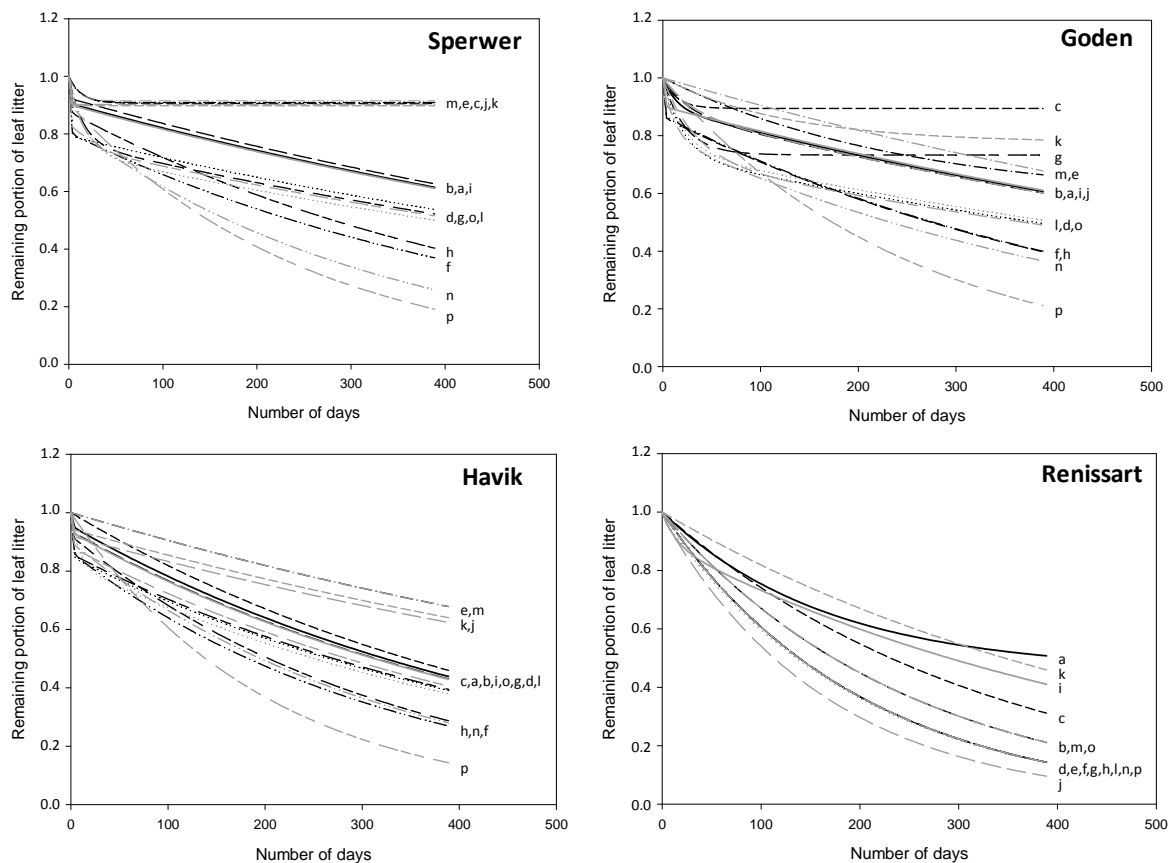 Sperwer
Remaining portion of leaf litter
1.2
1.0
0.8
0.6
0.4
0.2
0.0
m,e,c,j,k
b,a,i
d,g,o,l
h
f
n
p
0 100 200 300 400 500
Number of days
Goden
Remaining portion of leaf litter
1.2
1.0
0.8
0.6
0.4
0.2
0.0
c
k
g
m,e
b,a,i,j
l,d,o
f,h
n
p
0 100 200 300 400 500
Number of days
Havik
Remaining portion of leaf litter
1.2
1.0
0.8
0.6
0.4
0.2
0.0
e,m
k,j
c,a,b,i,o,g,d,l
h,n,f
p
0 100 200 300 400 500
Number of days
Renissart
Remaining portion of leaf litter
1.2
1.0
0.8
0.6
0.4
0.2
0.0
a
k
i
c
b,m,o
d,e,f,g,h,l,n,p
j
0 100 200 300 400 500
Number of days